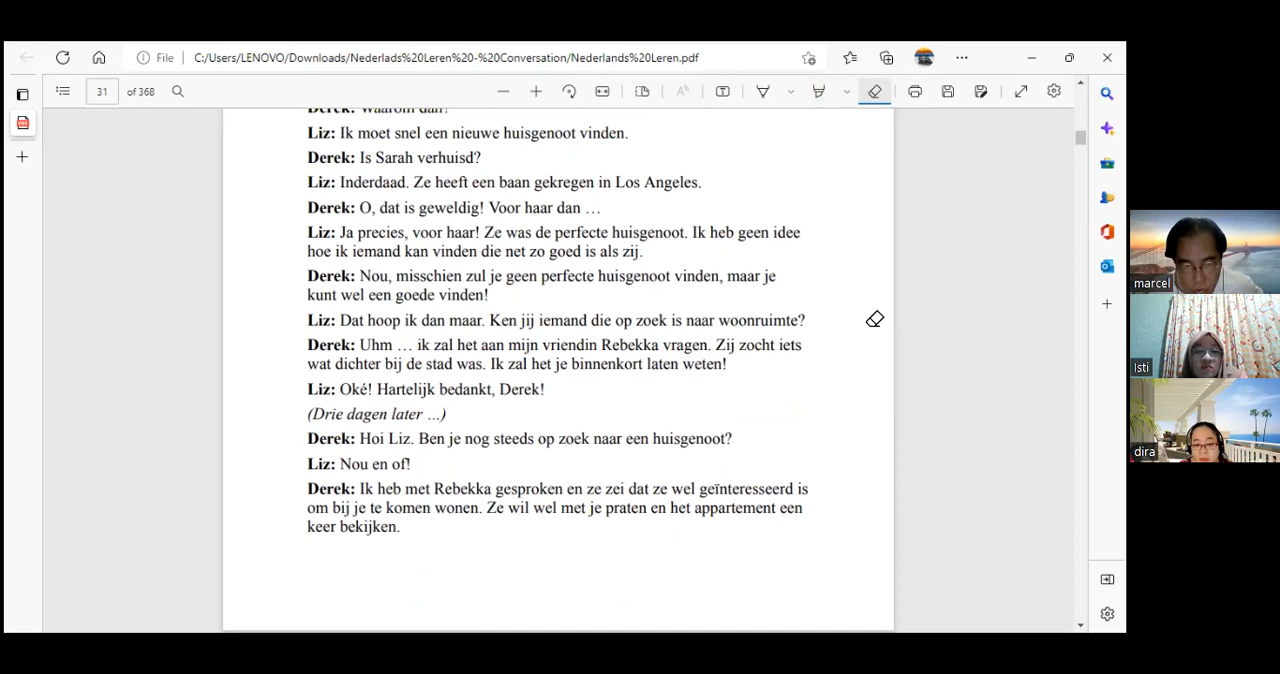 File
C:/Users/LENOVO/Downloads/Nederlads%20Leren%20-%20Conversation/Nederlands%20Leren.pdf
31 of 368
Derek: Waarom dan?
Liz: Ik moet snel een nieuwe huisgenoot vinden.
Derek: Is Sarah verhuisd?
Liz: Inderdaad. Ze heeft een baan gekregen in Los Angeles.
Derek: O, dat is geweldig! Voor haar dan …
Liz: Ja precies, voor haar! Ze was de perfecte huisgenoot. Ik heb geen idee
hoe ik iemand kan vinden die net zo goed is als zij.
Derek: Nou, misschien zul je geen perfecte huisgenoot vinden, maar je
kunt wel een goede vinden!
Liz: Dat hoop ik dan maar. Ken jij iemand die op zoek is naar woonruimte?
Derek: Uhm … ik zal het aan mijn vriendin Rebekka vragen. Zij zocht iets
wat dichter bij de stad was. Ik zal het je binnenkort laten weten!
Liz: Oké! Hartelijk bedankt, Derek!
(Drie dagen later ...)
Derek: Hoi Liz. Ben je nog steeds op zoek naar een huisgenoot?
Liz: Nou en of!
Derek: Ik heb met Rebekka gesproken en ze zei dat ze wel geïnteresseerd is
om bij je te komen wonen. Ze wil wel met je praten en het appartement een
keer bekijken.
marcel
Isti
dira